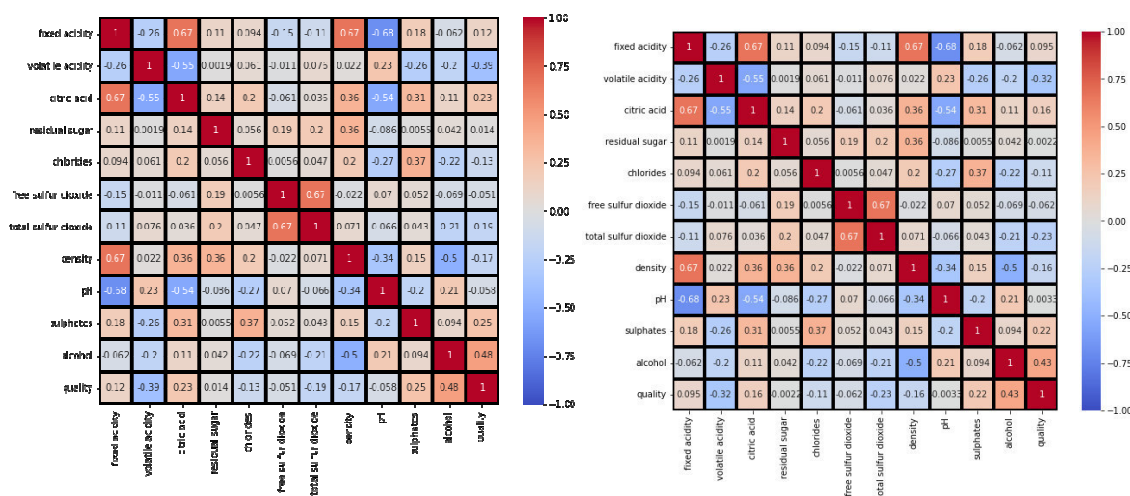 fixed acidity 1 -0.26 0.67 0.11 0.094 -0.15 -0.11 0.67 -0.68 0.18 -0.062 0.12
volatile acidity -0.26 1 -0.55 0.0019 0.061 -0.011 0.076 0.022 0.23 -0.26 -0.2 -0.39
citric acid 0.67 -0.55 1 0.14 0.2 -0.061 0.036 0.36 -0.54 0.31 0.11 0.23
residual sugar 0.11 0.0019 0.14 1 0.056 0.19 0.2 0.36 -0.086 0.0055 0.042 0.014
chlorides 0.094 0.061 0.2 0.056 1 0.0056 0.047 0.2 -0.27 0.37 -0.22 -0.13
free sulfur dioxide -0.15 -0.011 -0.061 0.19 0.0056 1 0.67 -0.022 0.07 0.052 -0.069 -0.051
total sulfur dioxide -0.11 0.076 0.036 0.2 0.047 0.67 1 0.071 -0.066 0.043 -0.21 -0.19
density 0.67 0.022 0.36 0.36 0.2 -0.022 0.071 1 -0.34 0.15 -0.5 -0.17
pH -0.68 0.23 -0.54 -0.086 -0.27 0.07 -0.066 -0.34 1 -0.2 0.21 -0.058
sulphates 0.18 -0.26 0.31 0.0055 0.37 0.052 0.043 0.15 -0.2 1 0.094 0.25
alcohol -0.062 -0.2 0.11 0.042 -0.22 -0.069 -0.21 -0.5 0.21 0.094 1 0.48
quality 0.12 -0.39 0.23 0.014 -0.13 -0.051 -0.19 -0.17 -0.058 0.25 0.48 1
fixed acidity
volatile acidity
citric acid
residual sugar
chlorides
free sulfur dioxide
total sulfur dioxide
density
pH
sulphates
alcohol
quality
1.00
0.75
0.50
0.25
0.00
−0.25
−0.50
−0.75
−1.00
fixed acidity 1 -0.26 0.67 0.11 0.094 -0.15 -0.11 0.67 -0.68 0.18 -0.062 0.095
volatile acidity -0.26 1 -0.55 0.0019 0.061 -0.011 0.076 0.022 0.23 -0.26 -0.2 -0.32
citric acid 0.67 -0.55 1 0.14 0.2 -0.061 0.036 0.36 -0.54 0.31 0.11 0.16
residual sugar 0.11 0.0019 0.14 1 0.056 0.19 0.2 0.36 -0.086 0.0055 0.042 -0.0022
chlorides 0.094 0.061 0.2 0.056 1 0.0056 0.047 0.2 -0.27 0.37 -0.22 -0.11
free sulfur dioxide -0.15 -0.011 -0.061 0.19 0.0056 1 0.67 -0.022 0.07 0.052 -0.069 -0.062
total sulfur dioxide -0.11 0.076 0.036 0.2 0.047 0.67 1 0.071 -0.066 0.043 -0.21 -0.23
density 0.67 0.022 0.36 0.36 0.2 -0.022 0.071 1 -0.34 0.15 -0.5 -0.16
pH -0.68 0.23 -0.54 -0.086 -0.27 0.07 -0.066 -0.34 1 -0.2 0.21 -0.0033
sulphates 0.18 -0.26 0.31 0.0055 0.37 0.052 0.043 0.15 -0.2 1 0.094 0.22
alcohol -0.062 -0.2 0.11 0.042 -0.22 -0.069 -0.21 -0.5 0.21 0.094 1 0.43
quality 0.095 -0.32 0.16 -0.0022 -0.11 -0.062 -0.23 -0.16 -0.0033 0.22 0.43 1
fixed acidity
volatile acidity
citric acid
residual sugar
chlorides
free sulfur dioxide
total sulfur dioxide
density
pH
sulphates
alcohol
quality
1.00
0.75
0.50
0.25
0.00
−0.25
−0.50
−0.75
−1.00